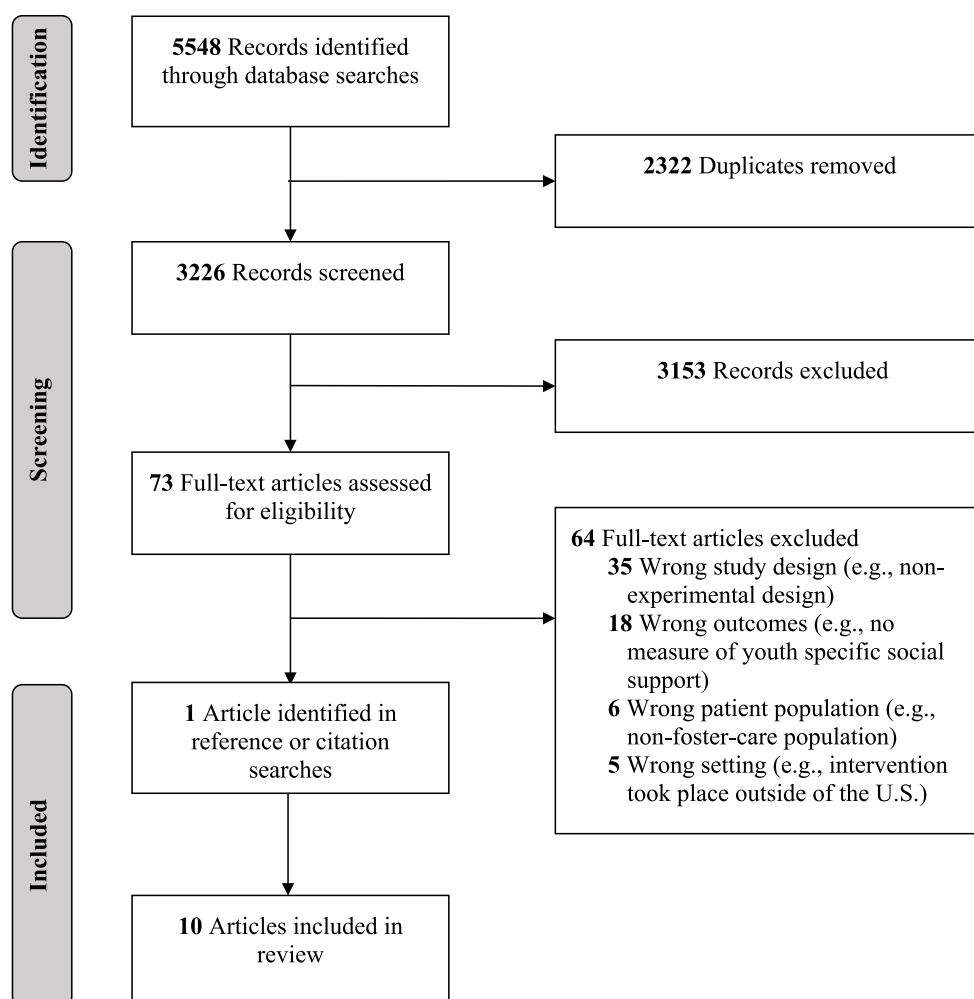 Identification
5548 Records identified
through database searches
2322 Duplicates removed
Screening
3226 Records screened
3153 Records excluded
73 Full-text articles assessed
for eligibility
64 Full-text articles excluded
35 Wrong study design (e.g., non-
experimental design)
18 Wrong outcomes (e.g., no
measure of youth specific social
support)
6 Wrong patient population (e.g.,
non-foster-care population)
5 Wrong setting (e.g., intervention
took place outside of the U.S.)
Included
1 Article identified in
reference or citation
searches
10 Articles included in
review